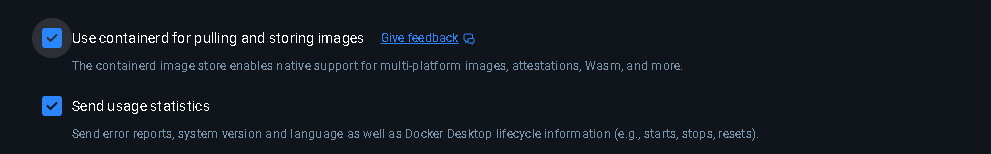 Use containerd for pulling and storing images Give feedback
The containerd image store enables native support for multi-platform images, attestations, Wasm, and more.
Send usage statistics
Send error reports, system version and language as well as Docker Desktop lifecycle information (e.g., starts, stops, resets).